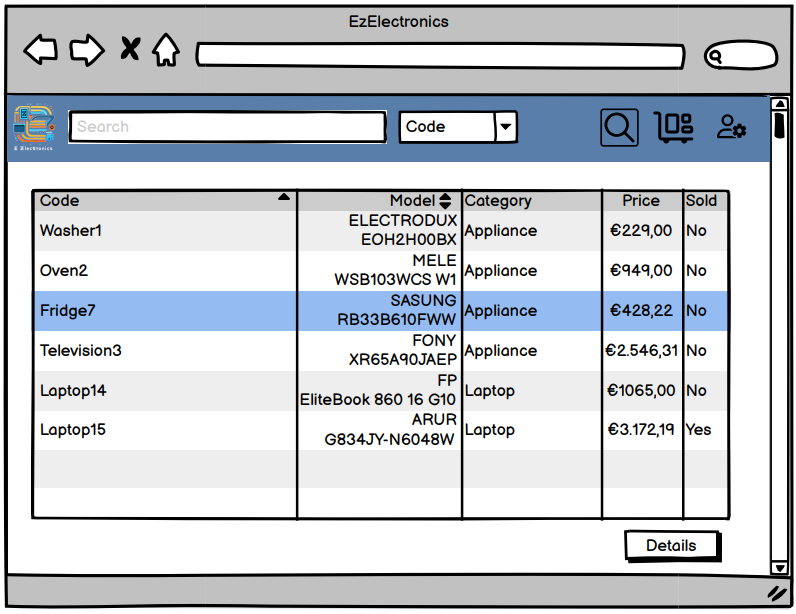 EzElectronics
E Electronics
Search
Code
Code Model Category Price Sold
Washer1 ELECTRODUX EOH2H00BX Appliance €229,00 No
Oven2 MELE WSB103WCS W1 Appliance €949,00 No
Fridge7 SASUNG RB33B610FWW Appliance €428,22 No
Television3 FONY XR65A90JAEP Appliance €2.546,31 No
Laptop14 FP EliteBook 860 16 G10 Laptop €1065,00 No
Laptop15 ARUR G834JY-N6048W Laptop €3.172,19 Yes
Details